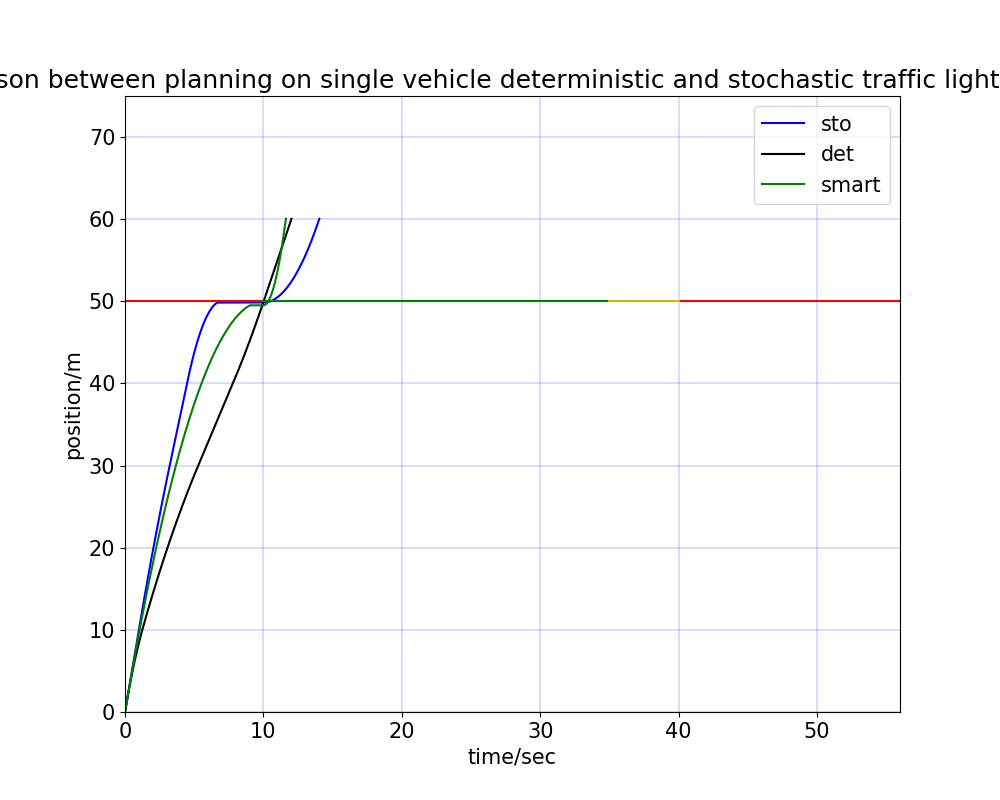 son between planning on single vehicle deterministic and stochastic traffic light
sto
det
smart
position/m
70
60
50
40
30
20
10
0
0 10 20 30 40 50
time/sec